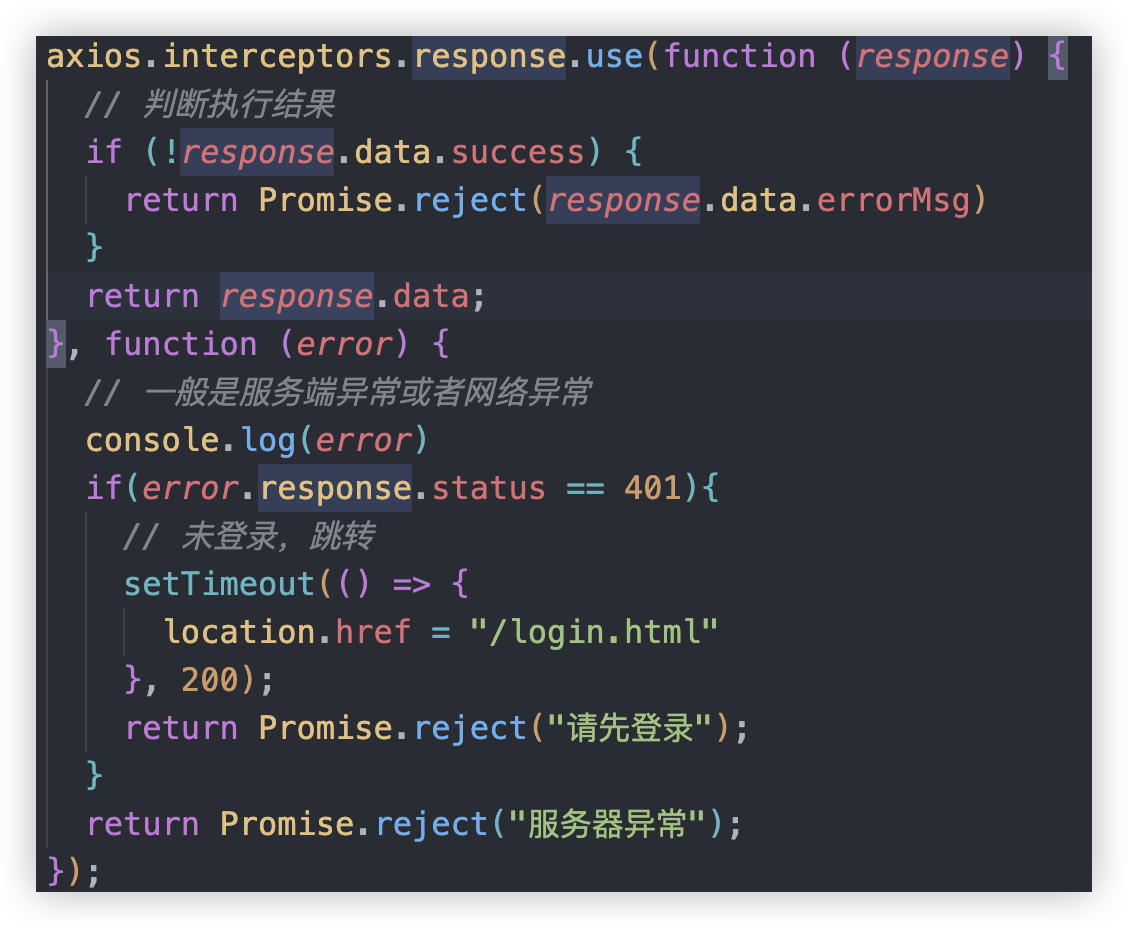 axios.interceptors.response.use(function (response) {
  // 判断执行结果
  if (!response.data.success) {
    return Promise.reject(response.data.errorMsg)
  }
  return response.data;
}, function (error) {
  // 一般是服务端异常或者网络异常
  console.log(error)
  if(error.response.status == 401){
    // 未登录，跳转
    setTimeout(() => {
      location.href = "/login.html"
    }, 200);
    return Promise.reject("请先登录");
  }
  return Promise.reject("服务器异常");
});